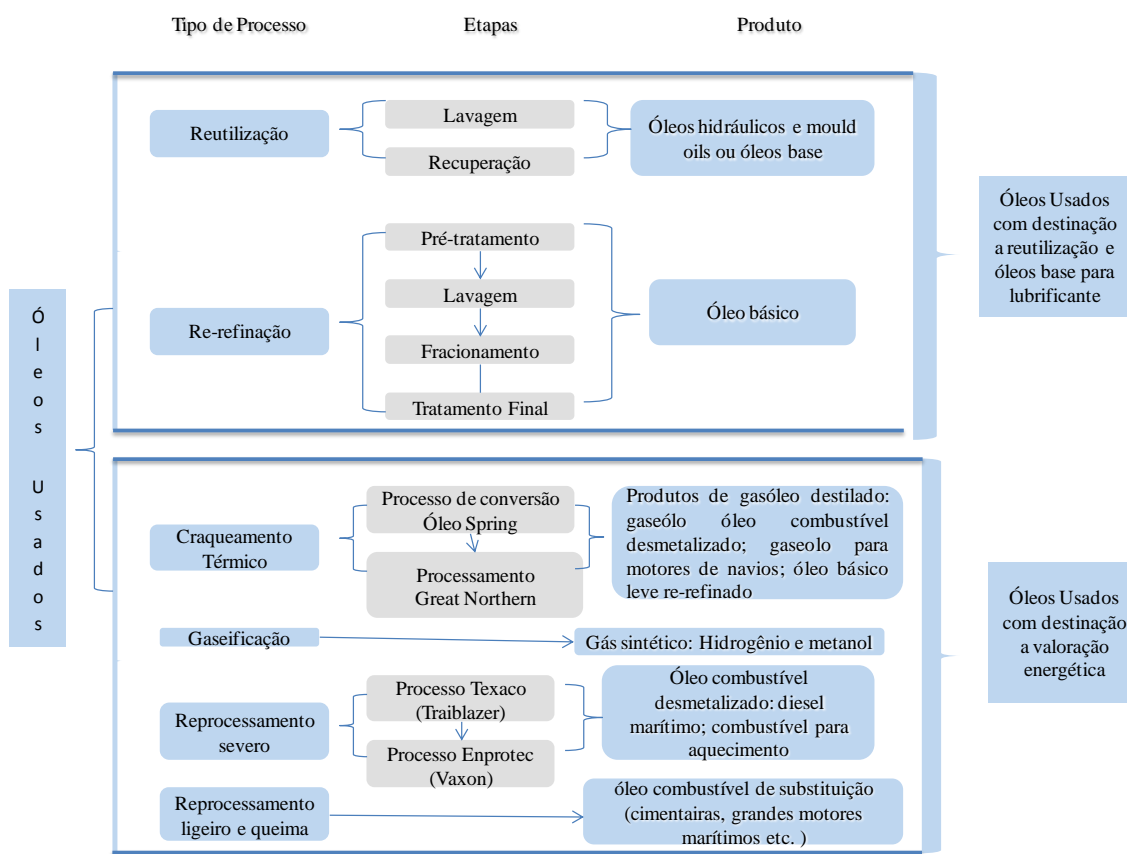 Tipo de Processo
Etapas
Produto
Óleos Usados
Reutilização
Lavagem
Recuperação
Óleos hidráulicos e mould
oils ou óleos base
Re-refinação
Pré-tratamento
Lavagem
Fracionamento
Tratamento Final
Óleo básico
Óleos Usados
com destinação
a reutilização e
óleos base para
lubrificante
Craqueamento
Térmico
Processo de conversão
Óleo Spring
Processamento
Great Northern
Produtos de gasóleo destilado:
gaseólo óleo combustível
desmetalizado; gaseolo para
motores de navios; óleo básico
leve re-refinado
Gaseificação
Gás sintético: Hidrogênio e metanol
Reprocessamento
severo
Processo Texaco
(Traiblazer)
Processo Enprotec
(Vaxon)
Óleo combustível
desmetalizado: diesel
marítimo; combustível para
aquecimento
Reprocessamento
ligeiro e queima
óleo combustível de substituição
(cimentairas, grandes motores
marítimos etc. )
Óleos Usados
com destinação
a valoração
energética